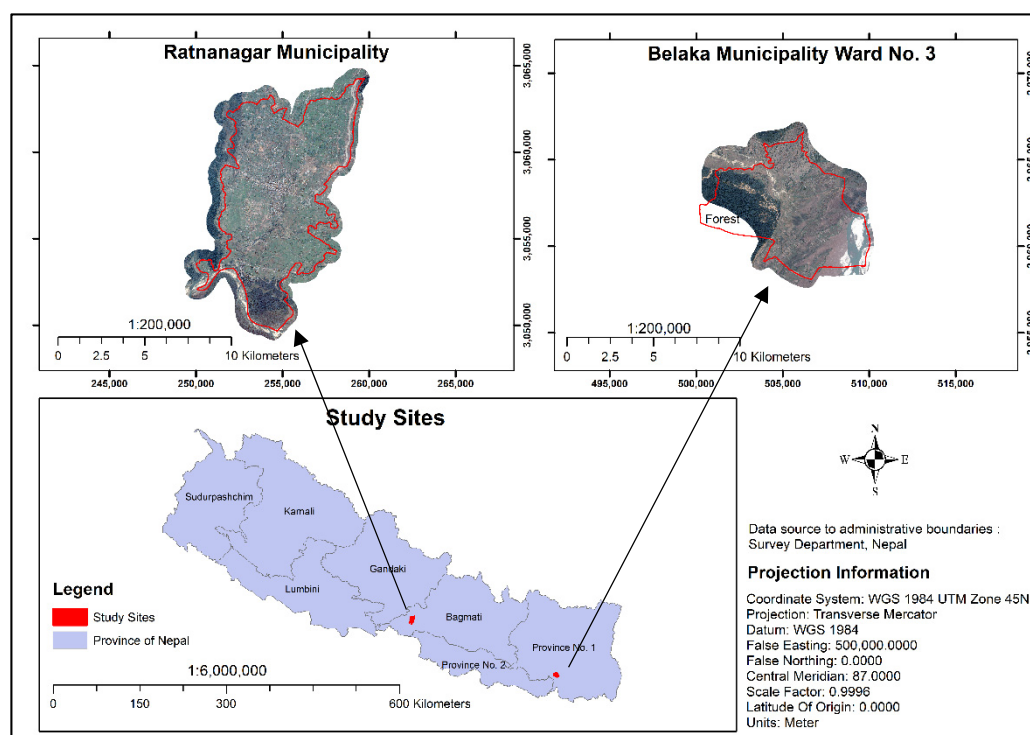 Ratnanagar Municipality
3,065,000
3,060,000
3,055,000
3,050,000
1:200,000
0 2.5 5 10 Kilometers
245,000 250,000 255,000 260,000 265,000
Belaka Municipality Ward No. 3
Forest
1:200,000
0 2.5 5 10 Kilometers
495,000 500,000 505,000 510,000 515,000
Study Sites
Sudurpashchim
Karnali
Gandaki
Lumbini
Bagmati
Province No. 1
Province No. 2
Legend
Study Sites
Province of Nepal
1:6,000,000
0 150 300 600 Kilometers
N
W E
S
Data source to administrative boundaries :
Survey Department, Nepal
Projection Information
Coordinate System: WGS 1984 UTM Zone 45N
Projection: Transverse Mercator
Datum: WGS 1984
False Easting: 500,000.0000
False Northing: 0.0000
Central Meridian: 87.0000
Scale Factor: 0.9996
Latitude Of Origin: 0.0000
Units: Meter